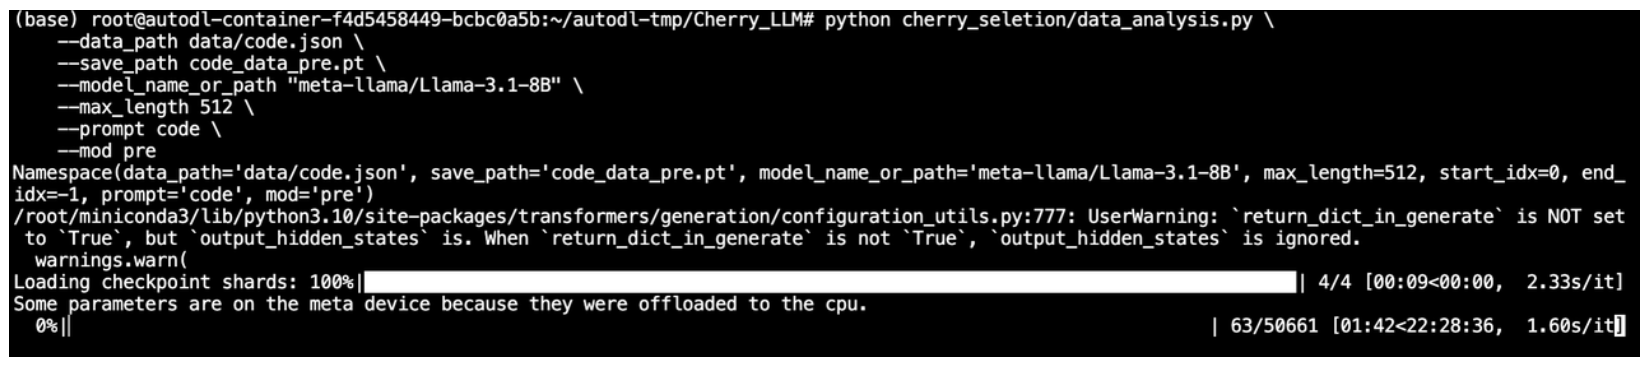 (base) root@autodl-container-f4d5458449-bcbc0a5b:~/autodl-tmp/Cherry_LLM# python cherry_seletion/data_analysis.py \
    --data_path data/code.json \
    --save_path code_data_pre.pt \
    --model_name_or_path "meta-llama/Llama-3.1-8B" \
    --max_length 512 \
    --prompt code \
    --mod pre
Namespace(data_path='data/code.json', save_path='code_data_pre.pt', model_name_or_path='meta-llama/Llama-3.1-8B', max_length=512, start_idx=0, end_
idx=-1, prompt='code', mod='pre')
/root/miniconda3/lib/python3.10/site-packages/transformers/generation/configuration_utils.py:777: UserWarning: `return_dict_in_generate` is NOT set
 to `True`, but `output_hidden_states` is. When `return_dict_in_generate` is not `True`, `output_hidden_states` is ignored.
  warnings.warn(
Loading checkpoint shards: 100%|| 4/4 [00:09<00:00,  2.33s/it]
Some parameters are on the meta device because they were offloaded to the cpu.
  0%|| 63/50661 [01:42<22:28:36,  1.60s/it]